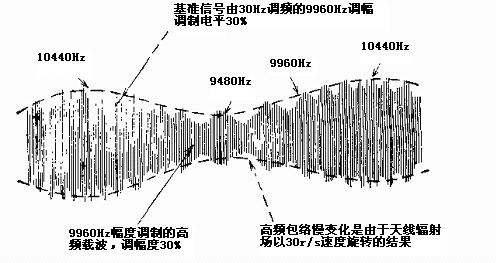 基准信号由30Hz调频的9960Hz调幅
调制电平30%
10440Hz
9480Hz
9960Hz
10440Hz
9960Hz幅度调制的高
频载波，调幅度30%
高频包络慢变化是由于天线辐射
场以30r/s速度旋转的结果